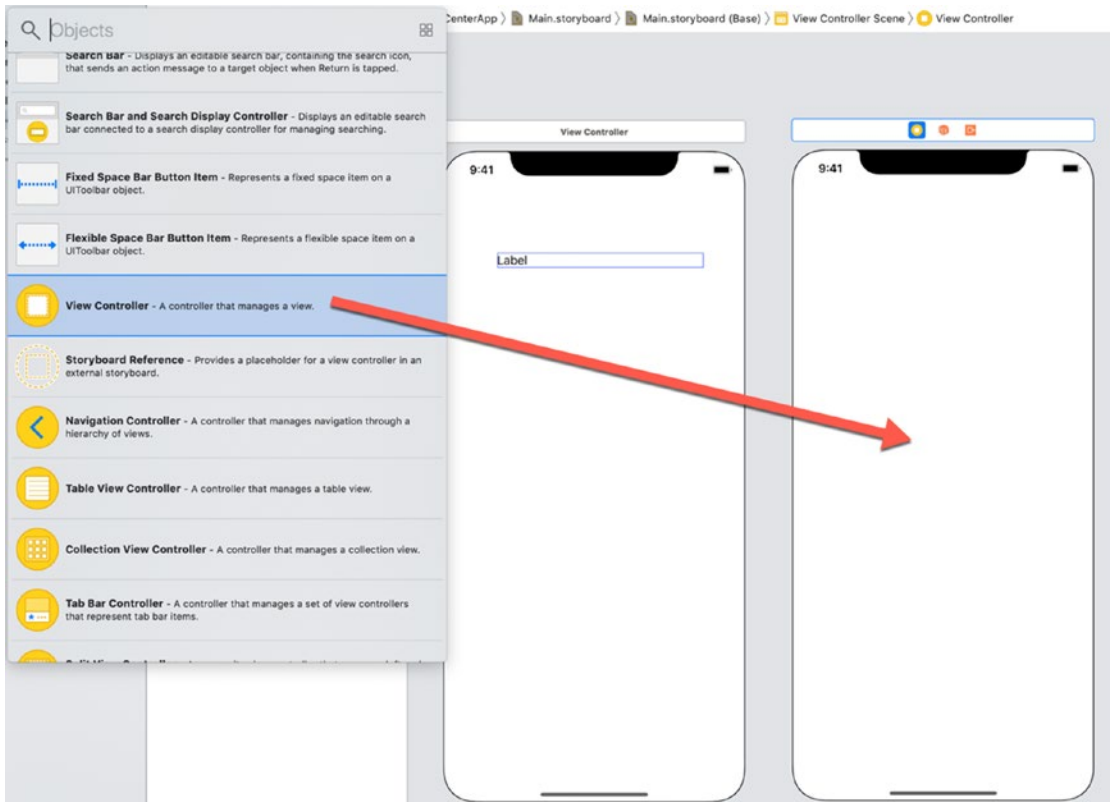 Objects
CenterApp 〉 Main.storyboard 〉 Main.storyboard (Base) 〉 View Controller Scene 〉 View Controller
Search Bar - Displays an editable search bar, containing the search icon,
that sends an action message to a target object when Return is tapped.
Search Bar and Search Display Controller - Displays an editable search
bar connected to a search display controller for managing searching.
Fixed Space Bar Button Item - Represents a fixed space item on a
UIToolbar object.
Flexible Space Bar Button Item - Represents a flexible space item on a
UIToolbar object.
View Controller - A controller that manages a view.
Storyboard Reference - Provides a placeholder for a view controller in an
external storyboard.
Navigation Controller - A controller that manages navigation through a
hierarchy of views.
Table View Controller - A controller that manages a table view.
Collection View Controller - A controller that manages a collection view.
Tab Bar Controller - A controller that manages a set of view controllers
that represent tab bar items.
View Controller
9:41
Label
9:41